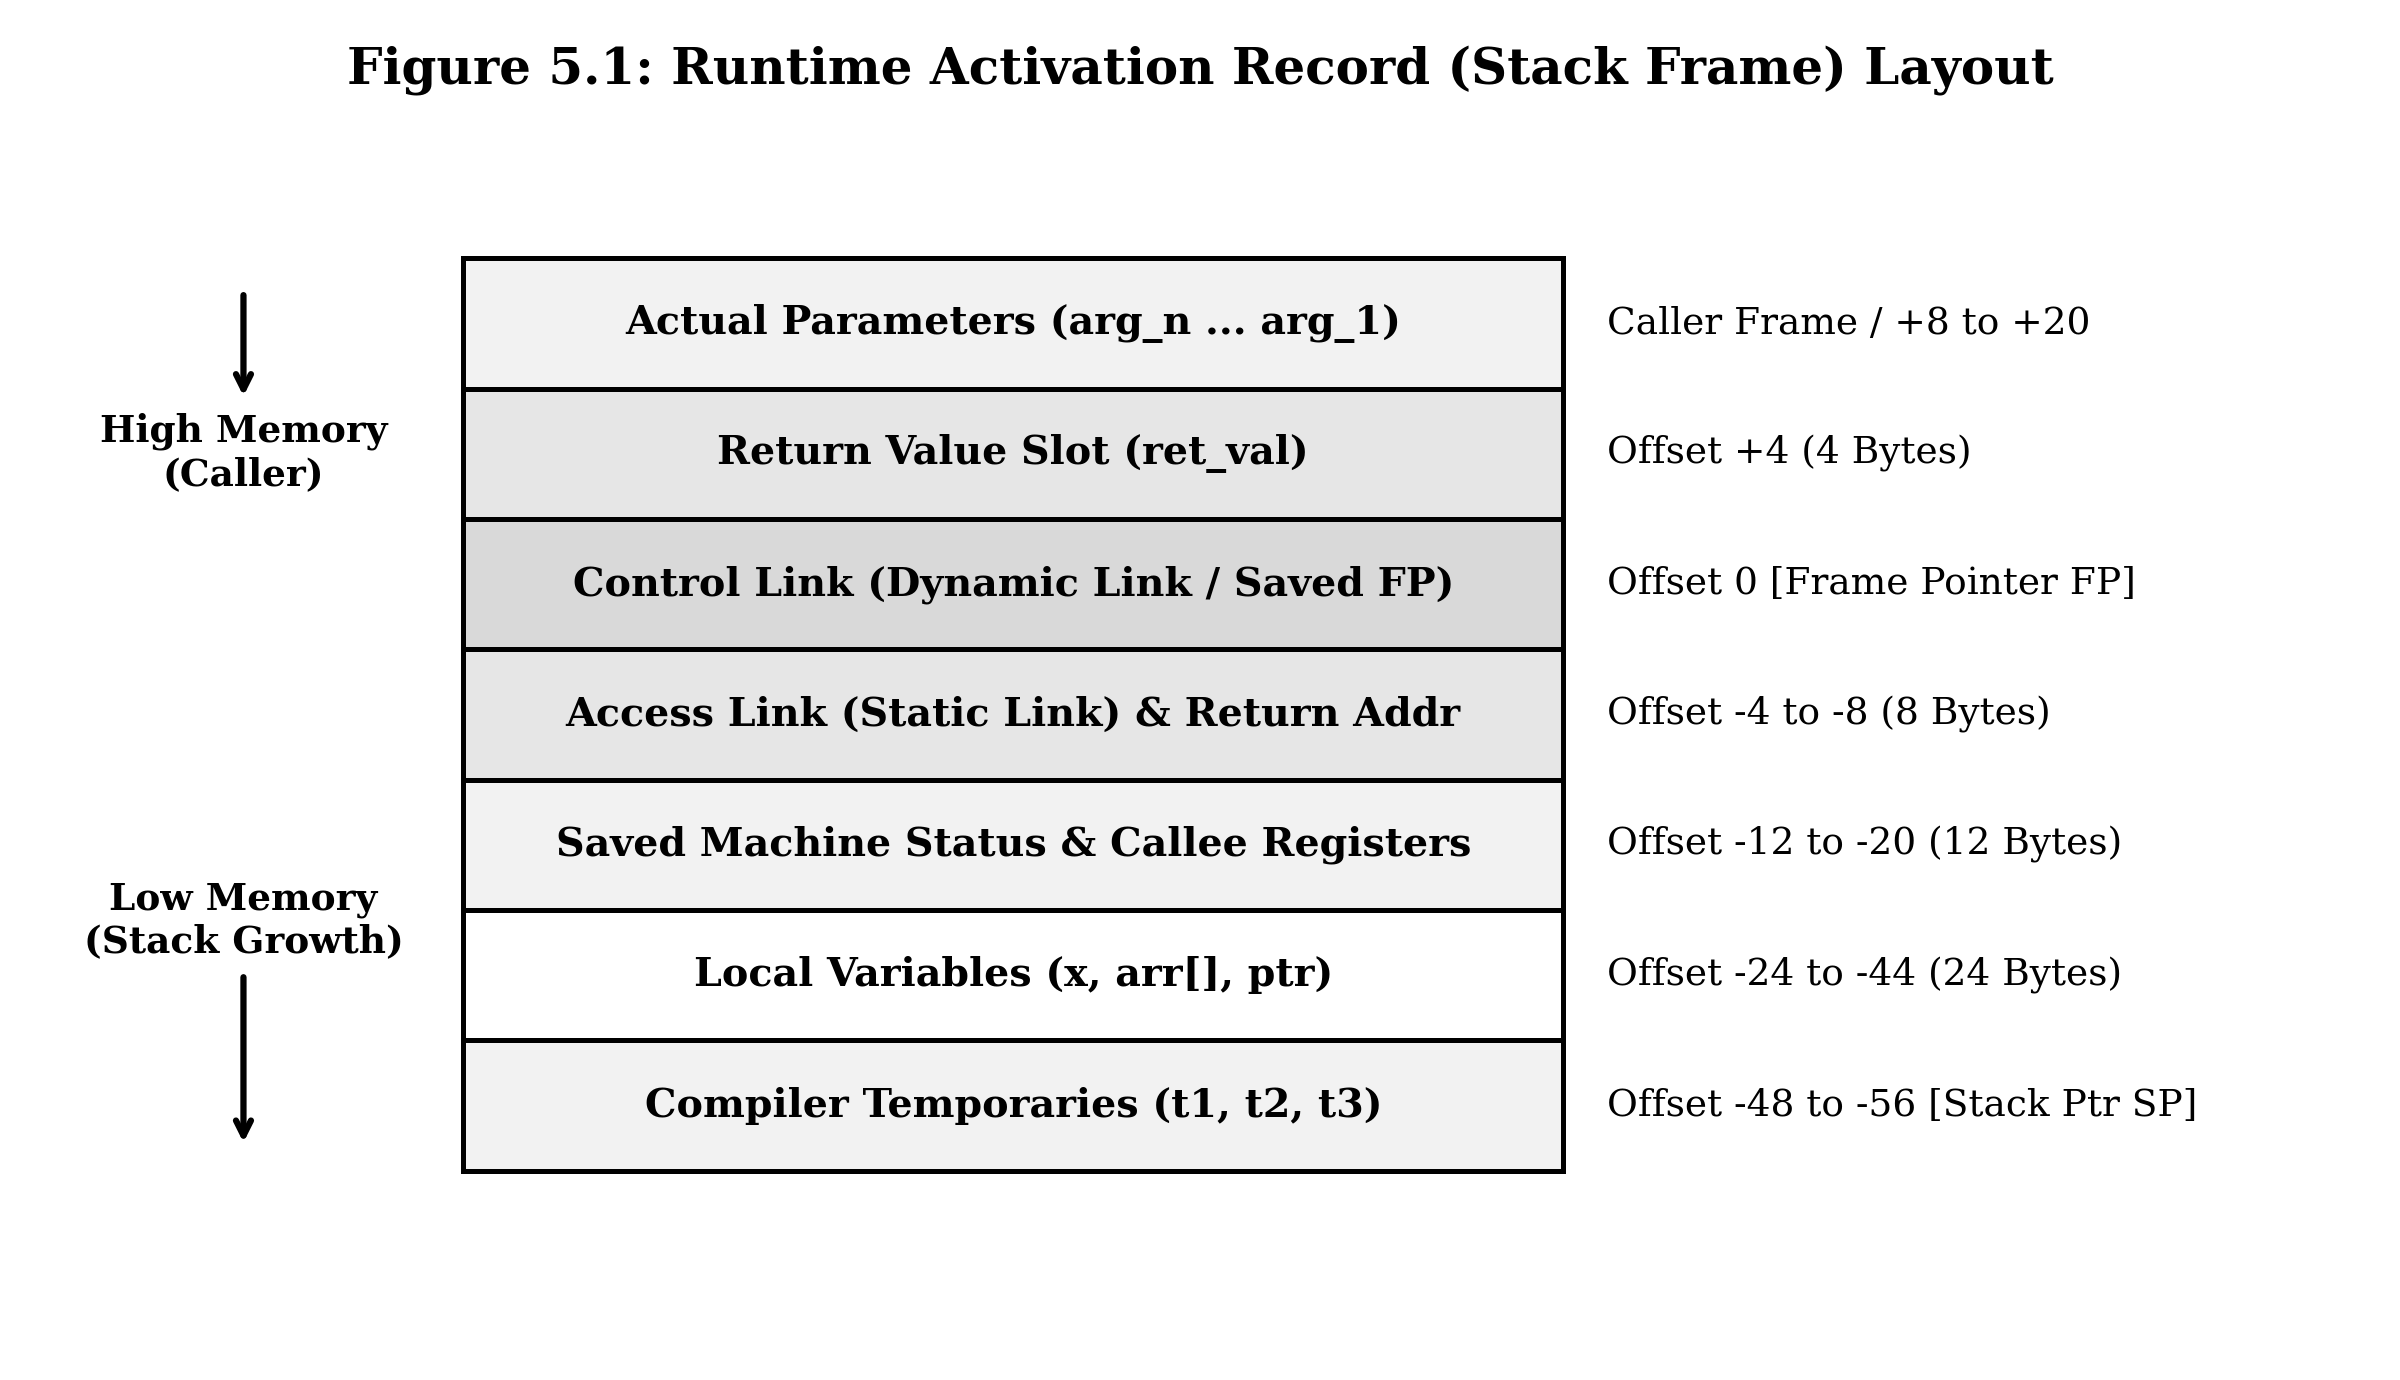 Figure 5.1: Runtime Activation Record (Stack Frame) Layout
Actual Parameters (arg_n ... arg_1)
Caller Frame / +8 to +20
High Memory
(Caller)
Return Value Slot (ret_val)
Offset +4 (4 Bytes)
Control Link (Dynamic Link / Saved FP)
Offset 0 [Frame Pointer FP]
Access Link (Static Link) & Return Addr
Offset -4 to -8 (8 Bytes)
Saved Machine Status & Callee Registers
Offset -12 to -20 (12 Bytes)
Low Memory
(Stack Growth)
Local Variables (x, arr[], ptr)
Offset -24 to -44 (24 Bytes)
Compiler Temporaries (t1, t2, t3)
Offset -48 to -56 [Stack Ptr SP]